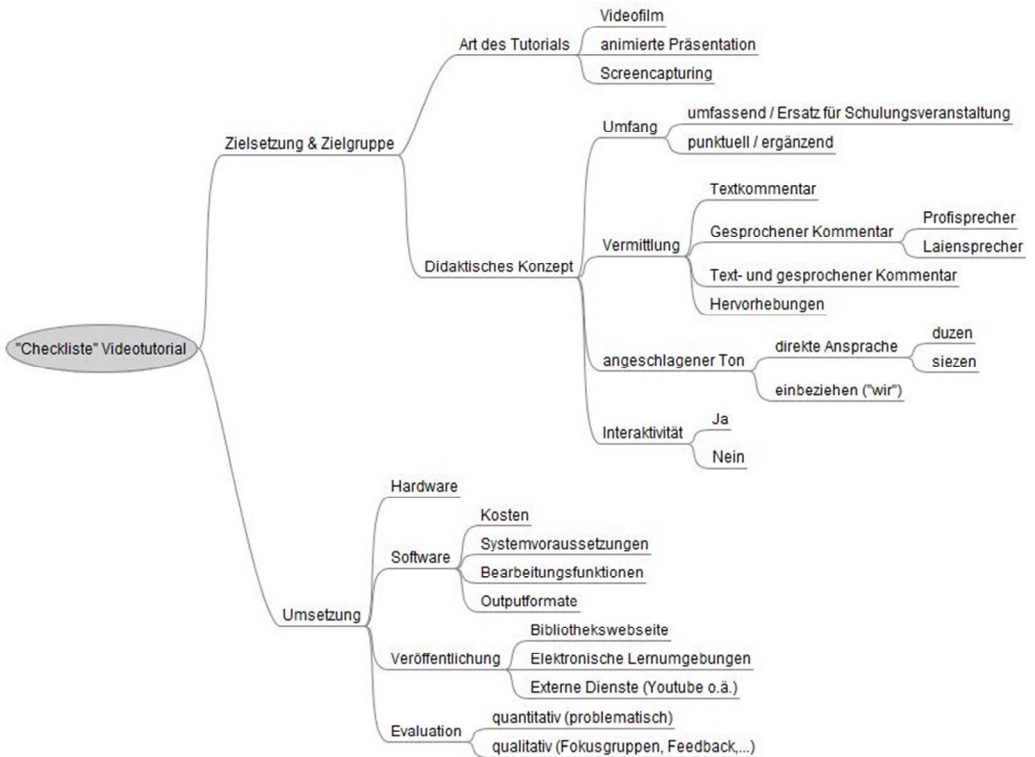 "Checkliste" Videotutorial
Zielsetzung & Zielgruppe
Art des Tutorials
Videofilm
animierte Präsentation
Screencapturing
Didaktisches Konzept
Umfang
umfassend / Ersatz für Schulungsveranstaltung
punktuell / ergänzend
Vermittlung
Textkommentar
Gesprochener Kommentar
Profisprecher
Laiensprecher
Text- und gesprochener Kommentar
Hervorhebungen
angeschlagener Ton
direkte Ansprache
duzen
siezen
einbeziehen ("wir")
Interaktivität
Ja
Nein
Umsetzung
Hardware
Software
Kosten
Systemvoraussetzungen
Bearbeitungsfunktionen
Outputformate
Veröffentlichung
Bibliothekswebseite
Elektronische Lernumgebungen
Externe Dienste (Youtube o.ä.)
Evaluation
quantitativ (problematisch)
qualitativ (Fokusgruppen, Feedback,...)